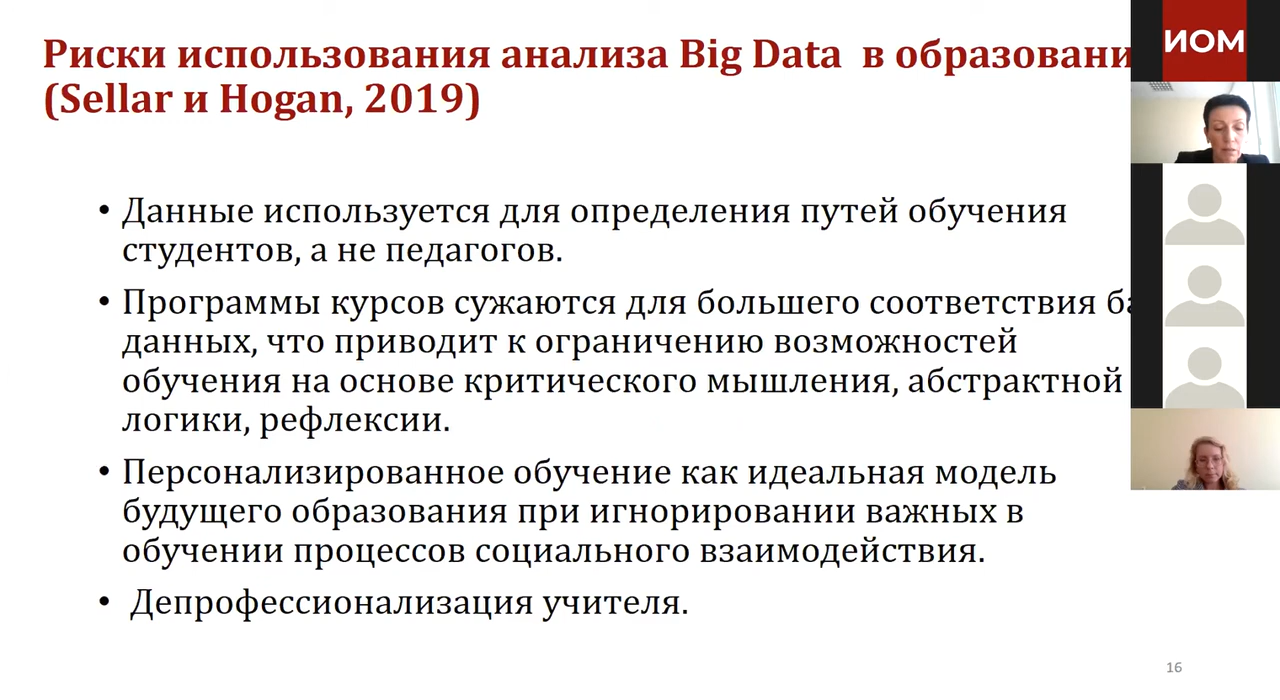 Риски использования анализа Big Data в образовани
(Sellar и Hogan, 2019)
• Данные используется для определения путей обучения
студентов, а не педагогов.
• Программы курсов сужаются для большего соответствия
данных, что приводит к ограничению возможностей
обучения на основе критического мышления, абстрактной
логики, рефлексии.
• Персонализированное обучение как идеальная модель
будущего образования при игнорировании важных в
обучении процессов социального взаимодействия.
• Депрофессионализация учителя.
16
ИОМ